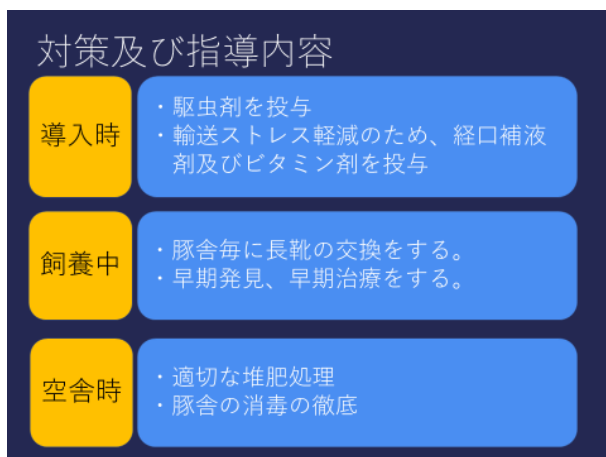 対策及び指導内容
導入時
・駆虫剤を投与
・輸送ストレス軽減のため、経口補液
剤及びビタミン剤を投与
飼養中
・豚舎毎に長靴の交換をする。
・早期発見、早期治療をする。
空舎時
・適切な堆肥処理
・豚舎の消毒の徹底